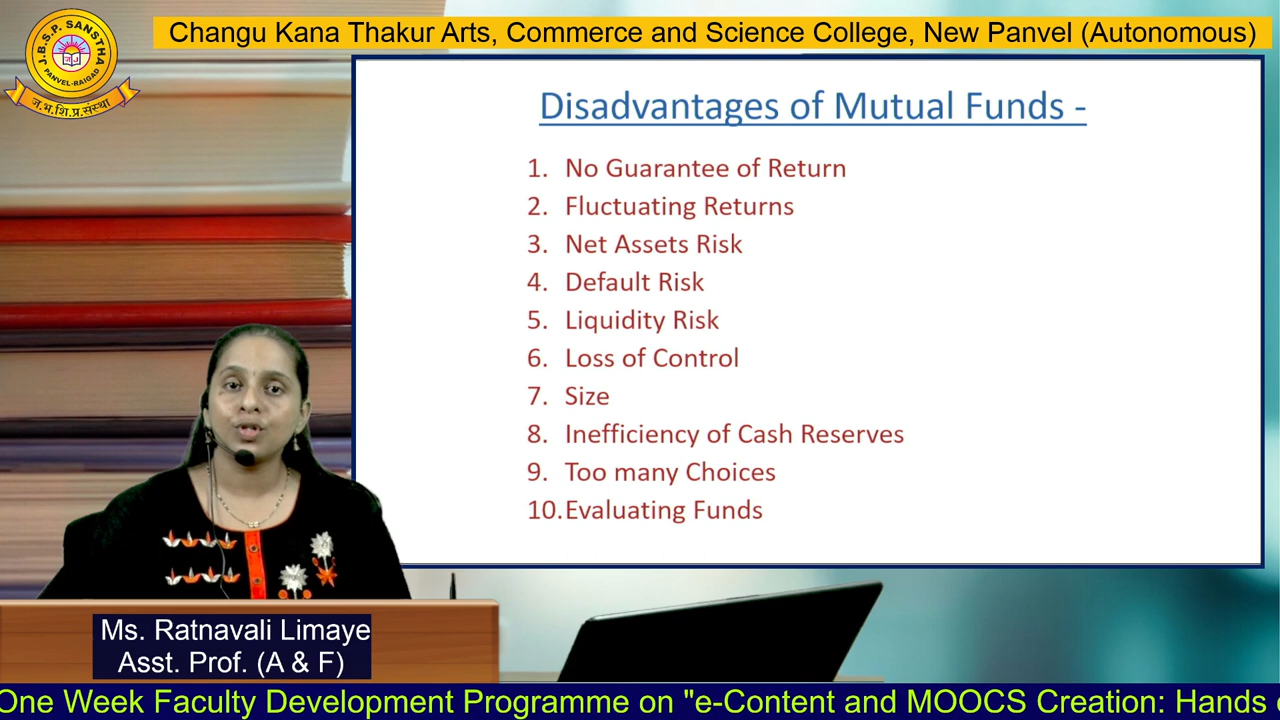 Changu Kana Thakur Arts, Commerce and Science College, New Panvel (Autonomous)
J.B.S.P. SANSTHA
PANVEL-RAIGAD
ज.भ.शि.प्र.संस्था
Disadvantages of Mutual Funds -
1. No Guarantee of Return
2. Fluctuating Returns
3. Net Assets Risk
4. Default Risk
5. Liquidity Risk
6. Loss of Control
7. Size
8. Inefficiency of Cash Reserves
9. Too many Choices
10. Evaluating Funds
Ms. Ratnavali Limaye
Asst. Prof. (A & F)
One Week Faculty Development Programme on "e-Content and MOOCS Creation: Hands